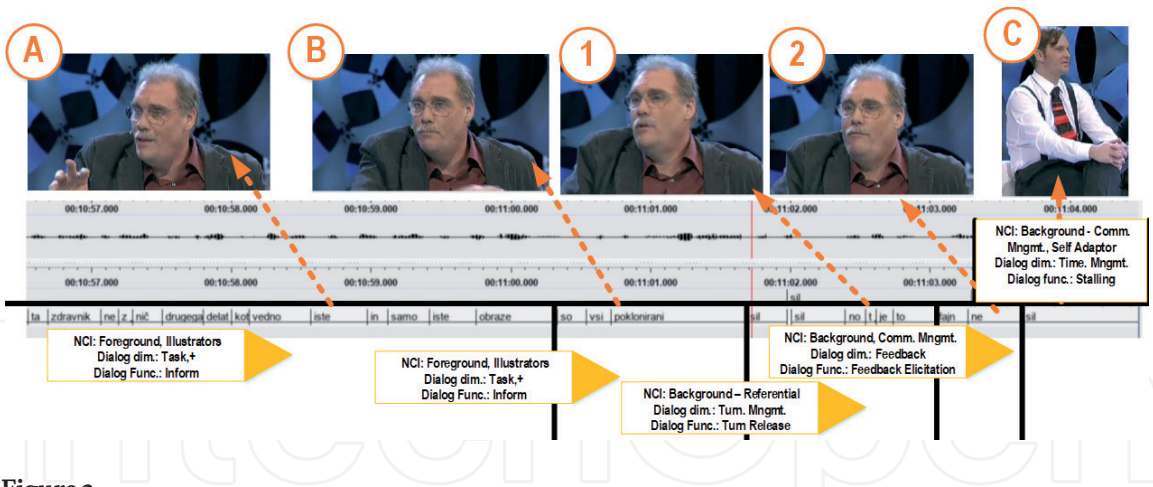 A
B
1
2
C
00:10:57.000 00:10:58.000 00:10:59.000 00:11:00.000 00:11:01.000 00:11:02.000 00:11:03.000 00:11:04.000
00:10:57.000 00:10:58.000 00:10:59.000 00:11:00.000 00:11:01.000 00:11:02.000 00:11:03.000
sil
ta zdravnik ne z nič drugega delat kot vedno iste in samo iste obraze so vsi poklonirani sil sil no t je to fajn ne sil
NCI: Foreground, Illustrators
Dialog dim.: Task,+
Dialog Func.: Inform
NCI: Foreground, Illustrators
Dialog dim.: Task,+
Dialog Func.: Inform
NCI: Background – Referential
Dialog dim.: Turn. Mngmt.
Dialog Func.: Turn Release
NCI: Background, Comm. Mngmt.
Dialog dim.: Feedback
Dialog Func.: Feedback Elicitation
NCI: Background - Comm.
Mngmt., Self Adaptor
Dialog dim.: Time. Mngmt.
Dialog func.: Stalling